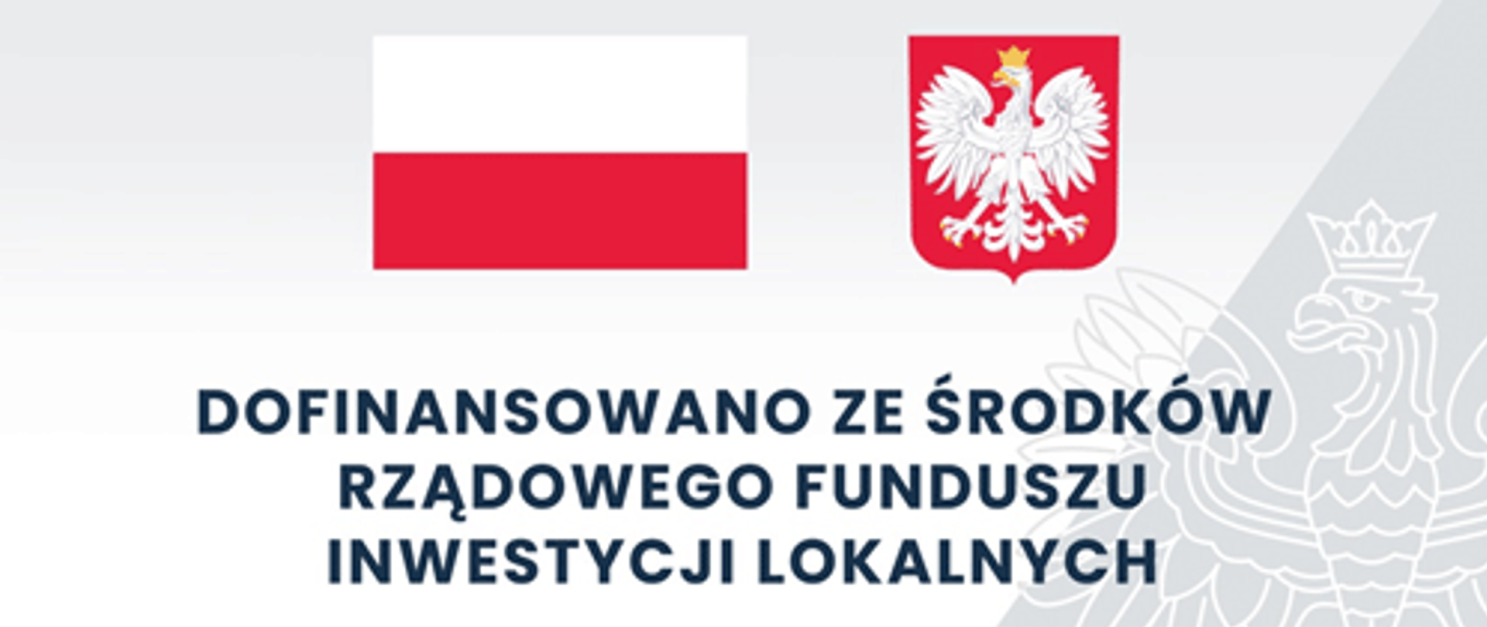 DOFINANSOWANO ZE ŚRODKÓW
RZĄDOWEGO FUNDUSZU
INWESTYCJI LOKALNYCH